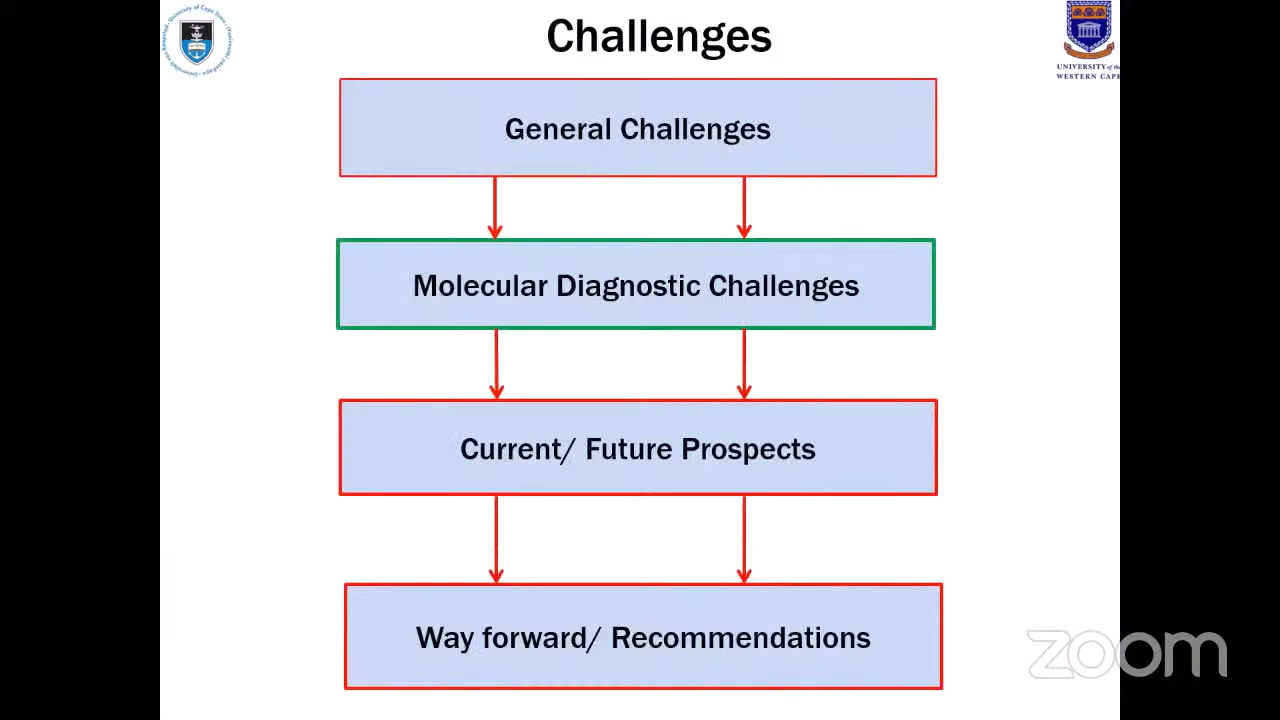 Challenges
General Challenges
Molecular Diagnostic Challenges
Current/ Future Prospects
Way forward/ Recommendations
UNIVERSITY of the
WESTERN CAPE
zoom